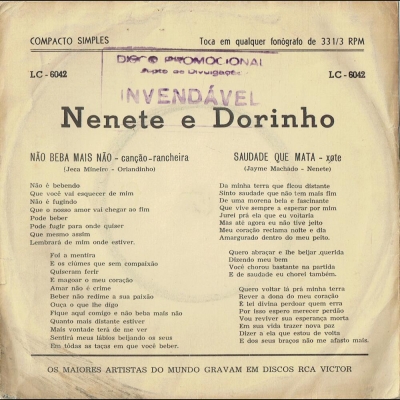 COMPACTO SIMPLES
Toca em qualquer fonógrafo de 33 1/3 RPM
LC - 6042
DISCO PROMOCIONAL
LC - 6042
INVENDÁVEL
Nenete e Dorinho
NÃO BEBA MAIS NÃO - canção-rancheira
(Jeca Mineiro - Orlandinho)
Não é bebendo
Que você vai esquecer de mim
Não é fugindo
Que o nosso amor vai chegar ao fim
Pode beber
Pode fugir para onde quiser
Que mesmo assim
Lembrará de mim onde estiver.
Foi a mentira
E os ciúmes que sem compaixão
Quiseram ferir
E magoar o meu coração
Amar não é crime
Beber não redime a sua paixão
Ouça o que lhe digo
Fique aqui comigo e não beba mais não
Quanto mais distante estiver
Mais vontade terá de me ver
Sentirá meus lábios beijando os seus
Em tôdas as taças em que você beber.
SAUDADE QUE MATA - xote
(Jayme Machado - Nenete)
Da minha terra que ficou distante
Sinto saudade que não tem mais fim
De uma morena bela e fascinante
Que vive sempre a esperar por mim
Jurei prá ela que eu voltaria
Mas até agora eu não tive jeito
Meu coração reclama noite e dia
Amargurado dentro do meu peito.
Quero abraçar e lhe beijar querida
Dizendo meu bem
Você chorou bastante na partida
E de saudade eu chorei também.
Quero voltar lá prá minha terra
Rever a dona do meu coração
É lei divina perdoar quem erra
Por isso espero merecer perdão
Vou reviver sua esperança morta
Em sua vida trazer nova paz
Dizer a ela que estou de volta
E dos seus braços não me afasto mais.
OS MAIORES ARTISTAS DO MUNDO GRAVAM EM DISCOS RCA VICTOR